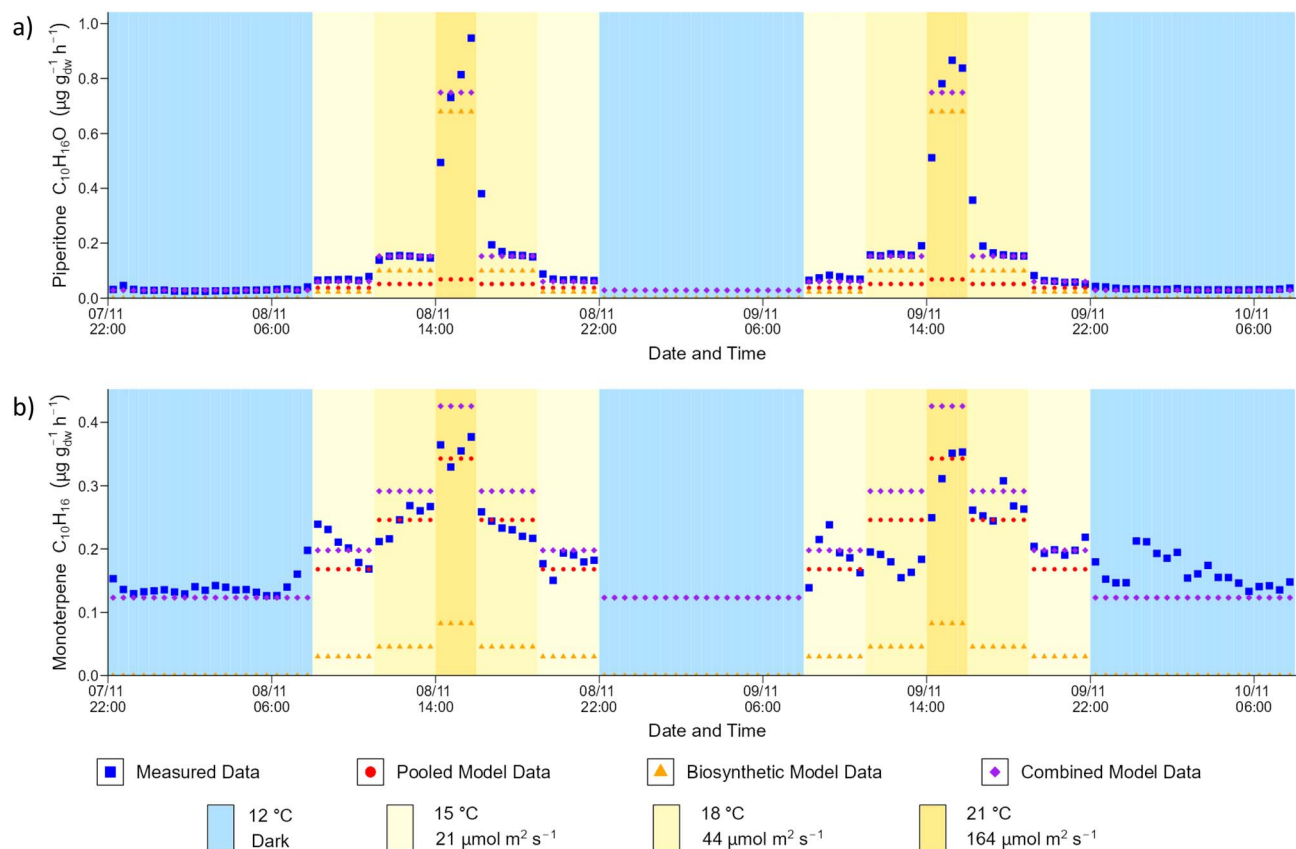 a)
Piperitone C₁₀H₁₆O (µg g⁻¹dw h⁻¹)
1.0
0.8
0.6
0.4
0.2
0.0
07/11 08/11 08/11 08/11 09/11 09/11 09/11 10/11
22:00 06:00 14:00 22:00 06:00 14:00 22:00 06:00
Date and Time
b)
Monoterpene C₁₀H₁₆ (µg g⁻¹dw h⁻¹)
0.4
0.3
0.2
0.1
0.0
07/11 08/11 08/11 08/11 09/11 09/11 09/11 10/11
22:00 06:00 14:00 22:00 06:00 14:00 22:00 06:00
Date and Time
Measured Data Pooled Model Data Biosynthetic Model Data Combined Model Data
12 °C 15 °C 18 °C 21 °C
Dark 21 µmol m² s⁻¹ 44 µmol m² s⁻¹ 164 µmol m² s⁻¹